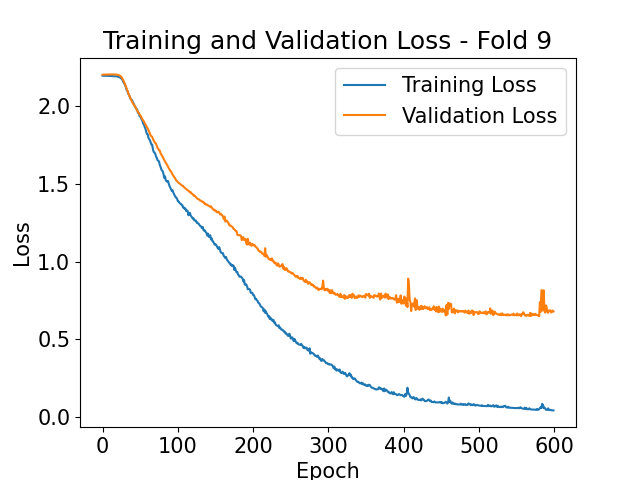 Training and Validation Loss - Fold 9
Training Loss
Validation Loss
Loss
2.0
1.5
1.0
0.5
0.0
0 100 200 300 400 500 600
Epoch